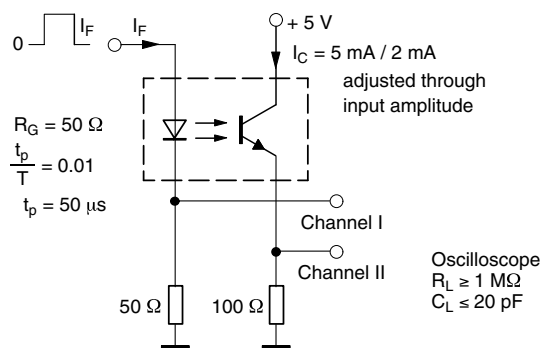 0
I_F
I_F
+ 5 V
I_C = 5 mA / 2 mA
adjusted through
input amplitude
R_G = 50 Ω
t_p
T
= 0.01
t_p = 50 μs
Channel I
Channel II
50 Ω
100 Ω
Oscilloscope
R_L ≥ 1 MΩ
C_L ≤ 20 pF